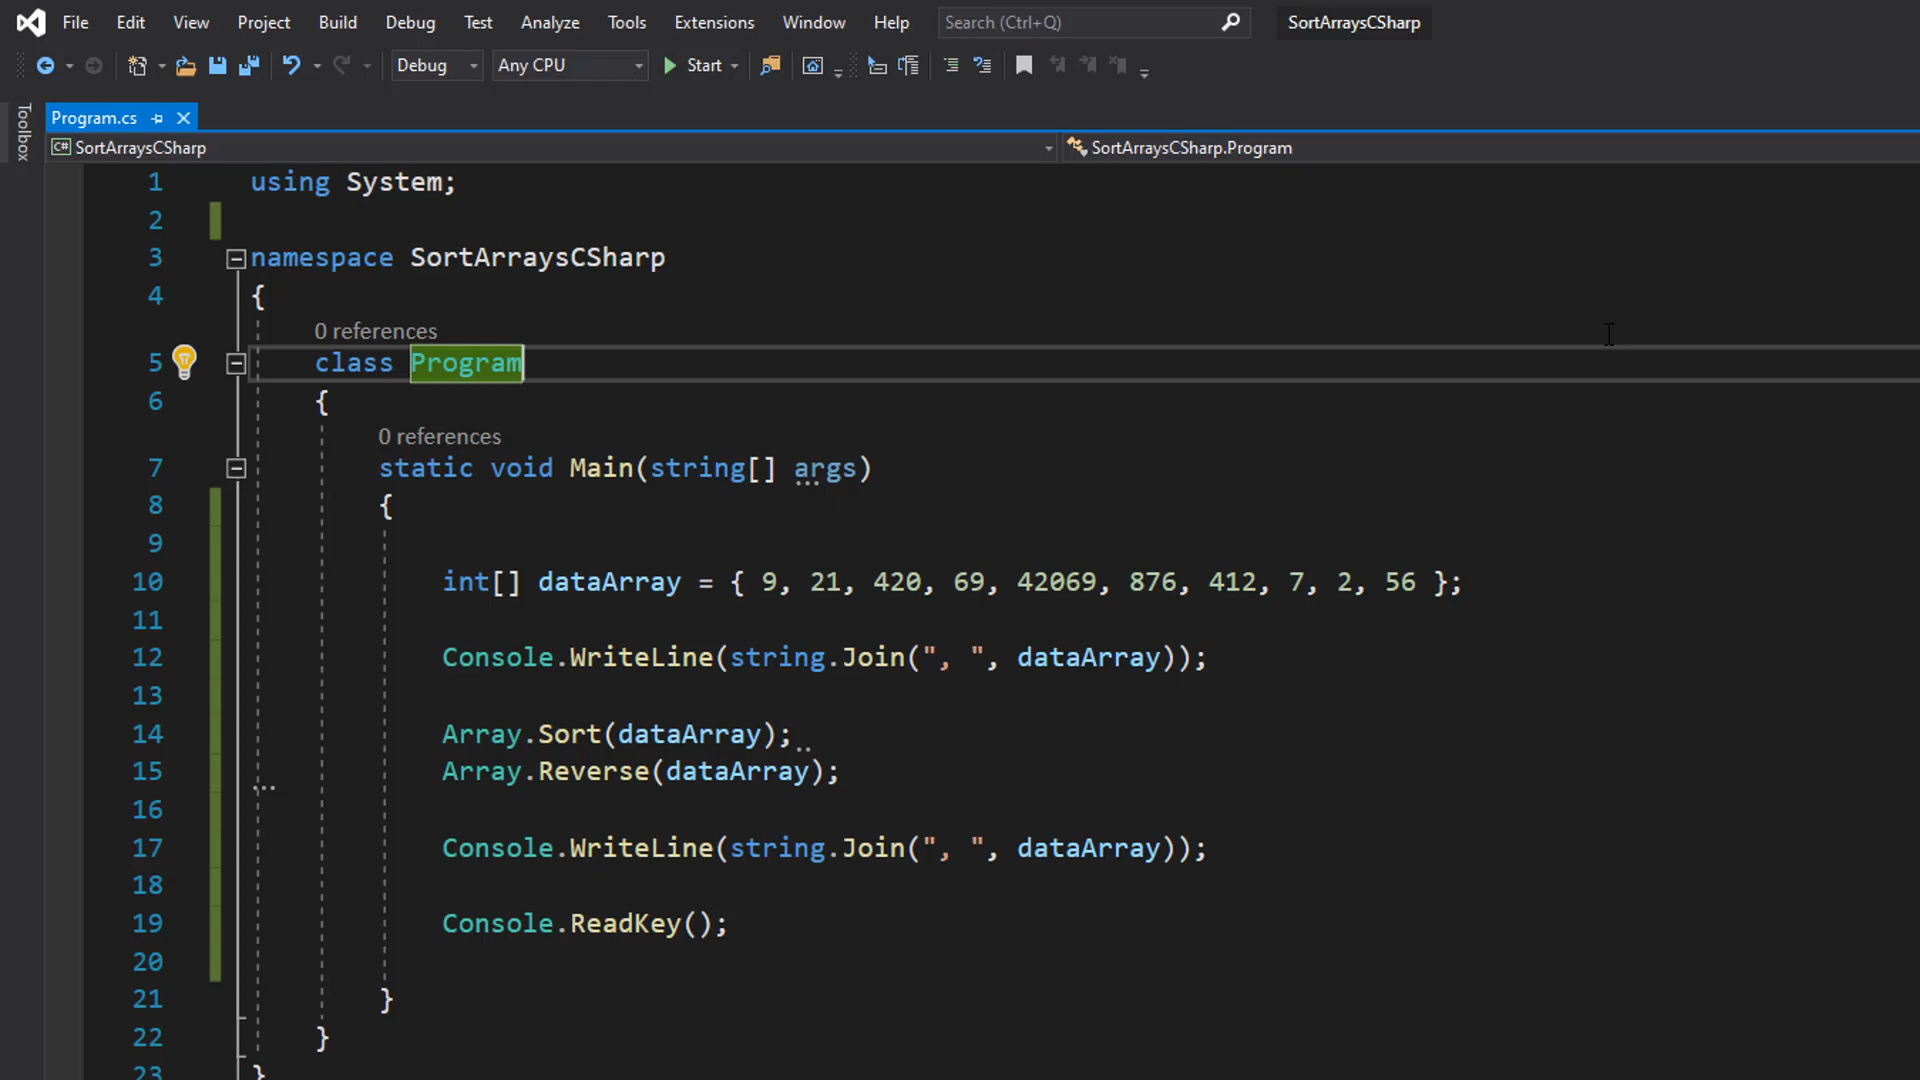 File Edit View Project Build Debug Test Analyze Tools Extensions Window Help Search (Ctrl+Q) SortArraysCSharp
Debug Any CPU Start
Toolbox
Program.cs
C# SortArraysCSharp SortArraysCSharp.Program
1 using System;
2
3 namespace SortArraysCSharp
4 {
0 references
5 class Program
6 {
0 references
7 static void Main(string[] args)
8 {
9
10 int[] dataArray = { 9, 21, 420, 69, 42069, 876, 412, 7, 2, 56 };
11
12 Console.WriteLine(string.Join(", ", dataArray));
13
14 Array.Sort(dataArray);
15 Array.Reverse(dataArray);
16
17 Console.WriteLine(string.Join(", ", dataArray));
18
19 Console.ReadKey();
20
21 }
22 }
23 }